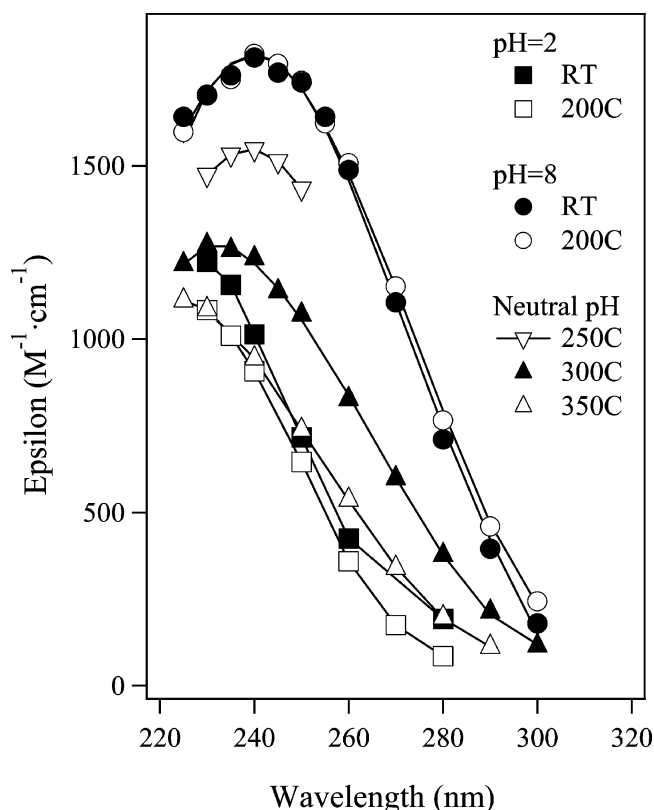 pH=2
RT
200C
pH=8
RT
200C
Neutral pH
250C
300C
350C
1500
1000
500
0
Epsilon (M⁻¹·cm⁻¹)
220 240 260 280 300 320
Wavelength (nm)